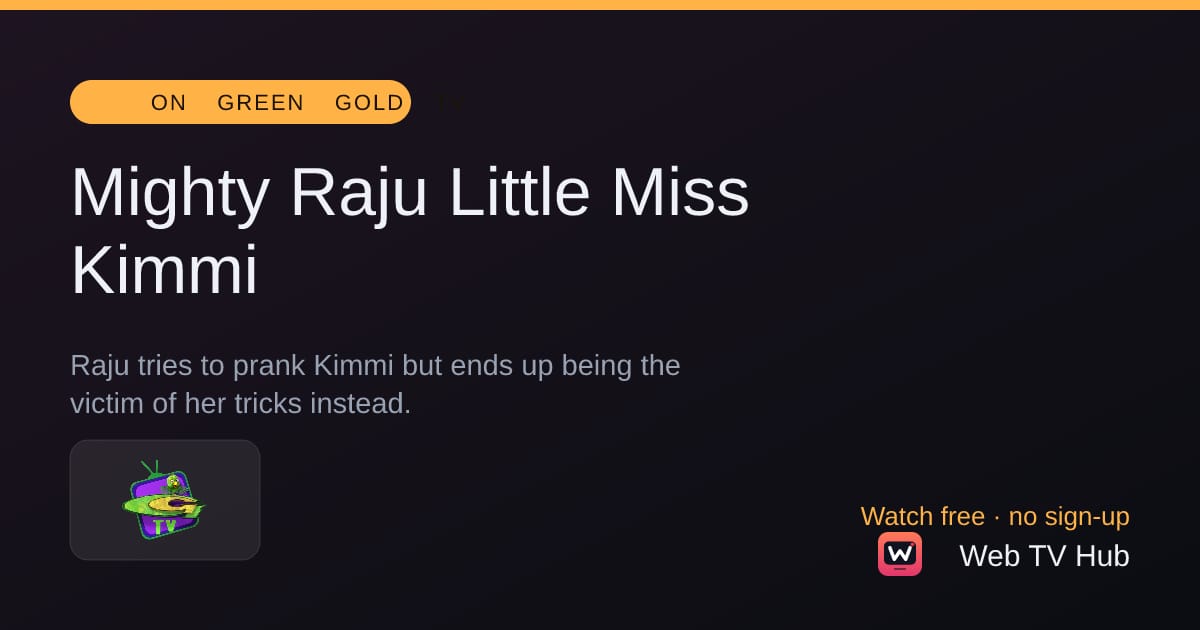 ON GREEN GOLD TV
Mighty Raju Little Miss
Kimmi
Raju tries to prank Kimmi but ends up being the
victim of her tricks instead.
TV
Watch free · no sign-up
W Web TV Hub